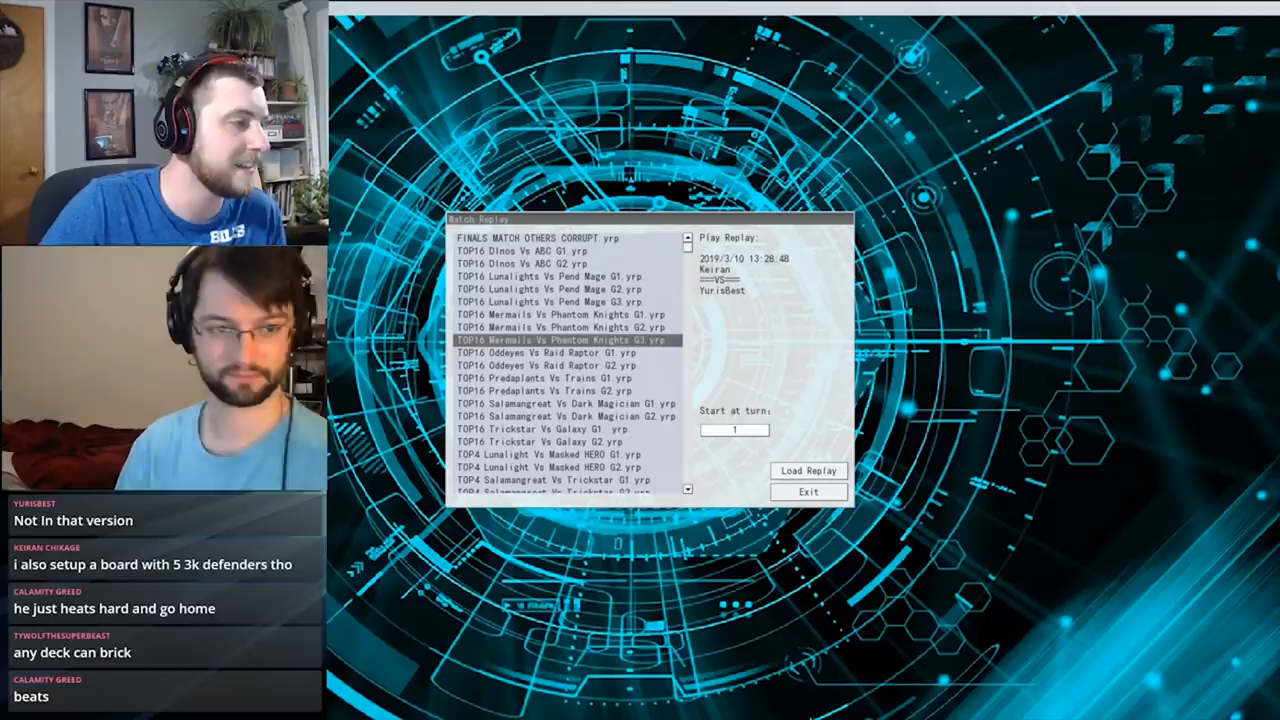 BILLS
YURISBEST
Not In that version
KEIRAN CHIKAGE
i also setup a board with 5 3k defenders tho
CALAMITY GREED
he just heats hard and go home
TYWOLFTHESUPERBEAST
any deck can brick
CALAMITY GREED
beats
Watch Replay
FINALS MATCH OTHERS CORRUPT.yrp
TOP16 DInos Vs ABC G1.yrp
TOP16 DInos Vs ABC G2.yrp
TOP16 Lunalights Vs Pend Mage G1.yrp
TOP16 Lunalights Vs Pend Mage G2.yrp
TOP16 Lunalights Vs Pend Mage G3.yrp
TOP16 Mermails Vs Phantom Knights G1.yrp
TOP16 Mermails Vs Phantom Knights G2.yrp
TOP16 Mermails Vs Phantom Knights G3.yrp
TOP16 Oddeyes Vs Raid Raptor G1.yrp
TOP16 Oddeyes Vs Raid Raptor G2.yrp
TOP16 Predaplants Vs Trains G1.yrp
TOP16 Predaplants Vs Trains G2.yrp
TOP16 Salamangreat Vs Dark Magician G1.yrp
TOP16 Salamangreat Vs Dark Magician G2.yrp
TOP16 Trickstar Vs Galaxy G1 yrp
TOP16 Trickstar Vs Galaxy G2.yrp
TOP4 Lunalight Vs Masked HERO G1.yrp
TOP4 Lunalight Vs Masked HERO G2.yrp
TOP4 Salamangreat Vs Trickstar G1.yrp
TOP4 Salamangreat Vs Trickstar G2.yrp
Play Replay:
2019/3/10 13:28:48
Keiran
===VS===
YurisBest
Start at turn:
1
Load Replay
Exit